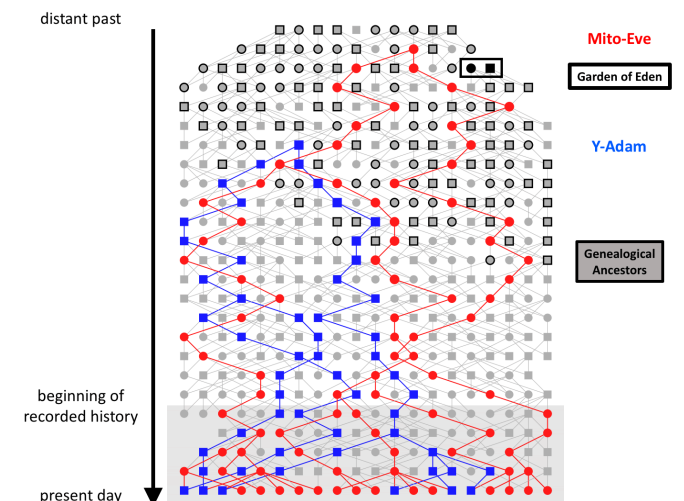 distant past
Mito-Eve
Garden of Eden
Y-Adam
Genealogical
Ancestors
beginning of
recorded history
present day